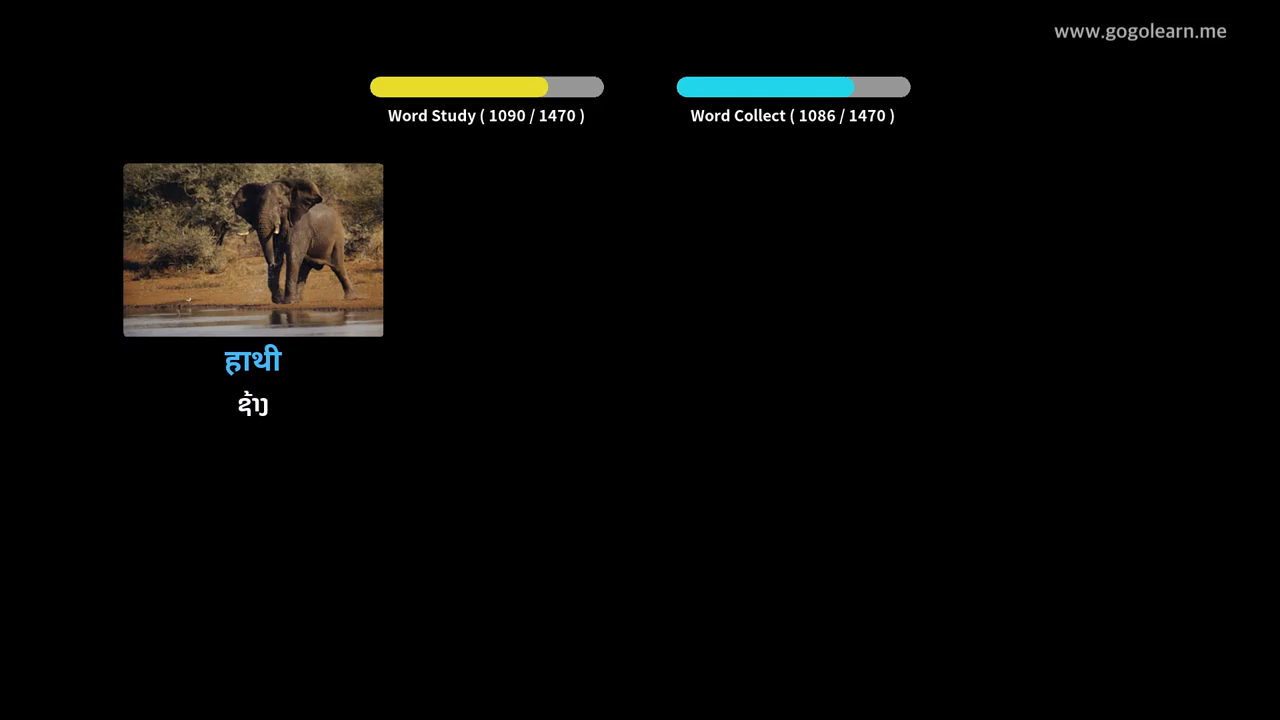 www.gogolearn.me
Word Study ( 1090 / 1470 )
Word Collect ( 1086 / 1470 )
हाथी
ຊ້າງ